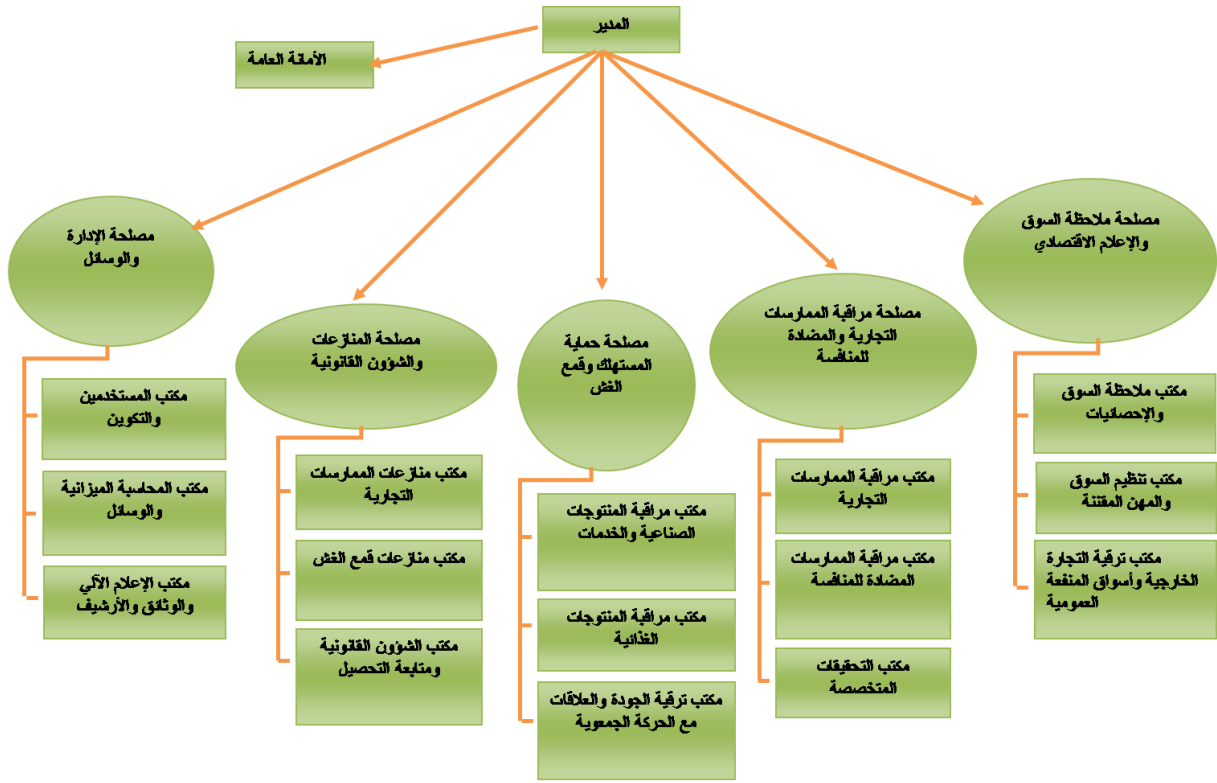 المدير
الأمانة العامة
مصلحة ملاحظة السوق
والإعلام الاقتصادي
مكتب ملاحظة السوق
والإحصائيات
مكتب تنظيم السوق
والمهن المقننة
مكتب ترقية التجارة
الخارجية وأسواق المنفعة
العمومية
مصلحة مراقبة الممارسات
التجارية والمضادة
للمنافسة
مكتب مراقبة الممارسات
التجارية
مكتب مراقبة الممارسات
المضادة للمنافسة
مكتب التحقيقات
المتخصصة
مصلحة حماية
المستهلك وقمع
الغش
مكتب مراقبة المنتوجات
الصناعية والخدمات
مكتب مراقبة المنتوجات
الغذائية
مكتب ترقية الجودة والعلاقات
مع الحركة الجمعوية
مصلحة المنازعات
والشؤون القانونية
مكتب منازعات الممارسات
التجارية
مكتب منازعات قمع الغش
مكتب الشؤون القانونية
ومتابعة التحصيل
مصلحة الإدارة
والوسائل
مكتب المستخدمين
والتكوين
مكتب المحاسبة الميزانية
والوسائل
مكتب الإعلام الآلي
والوثائق والأرشيف